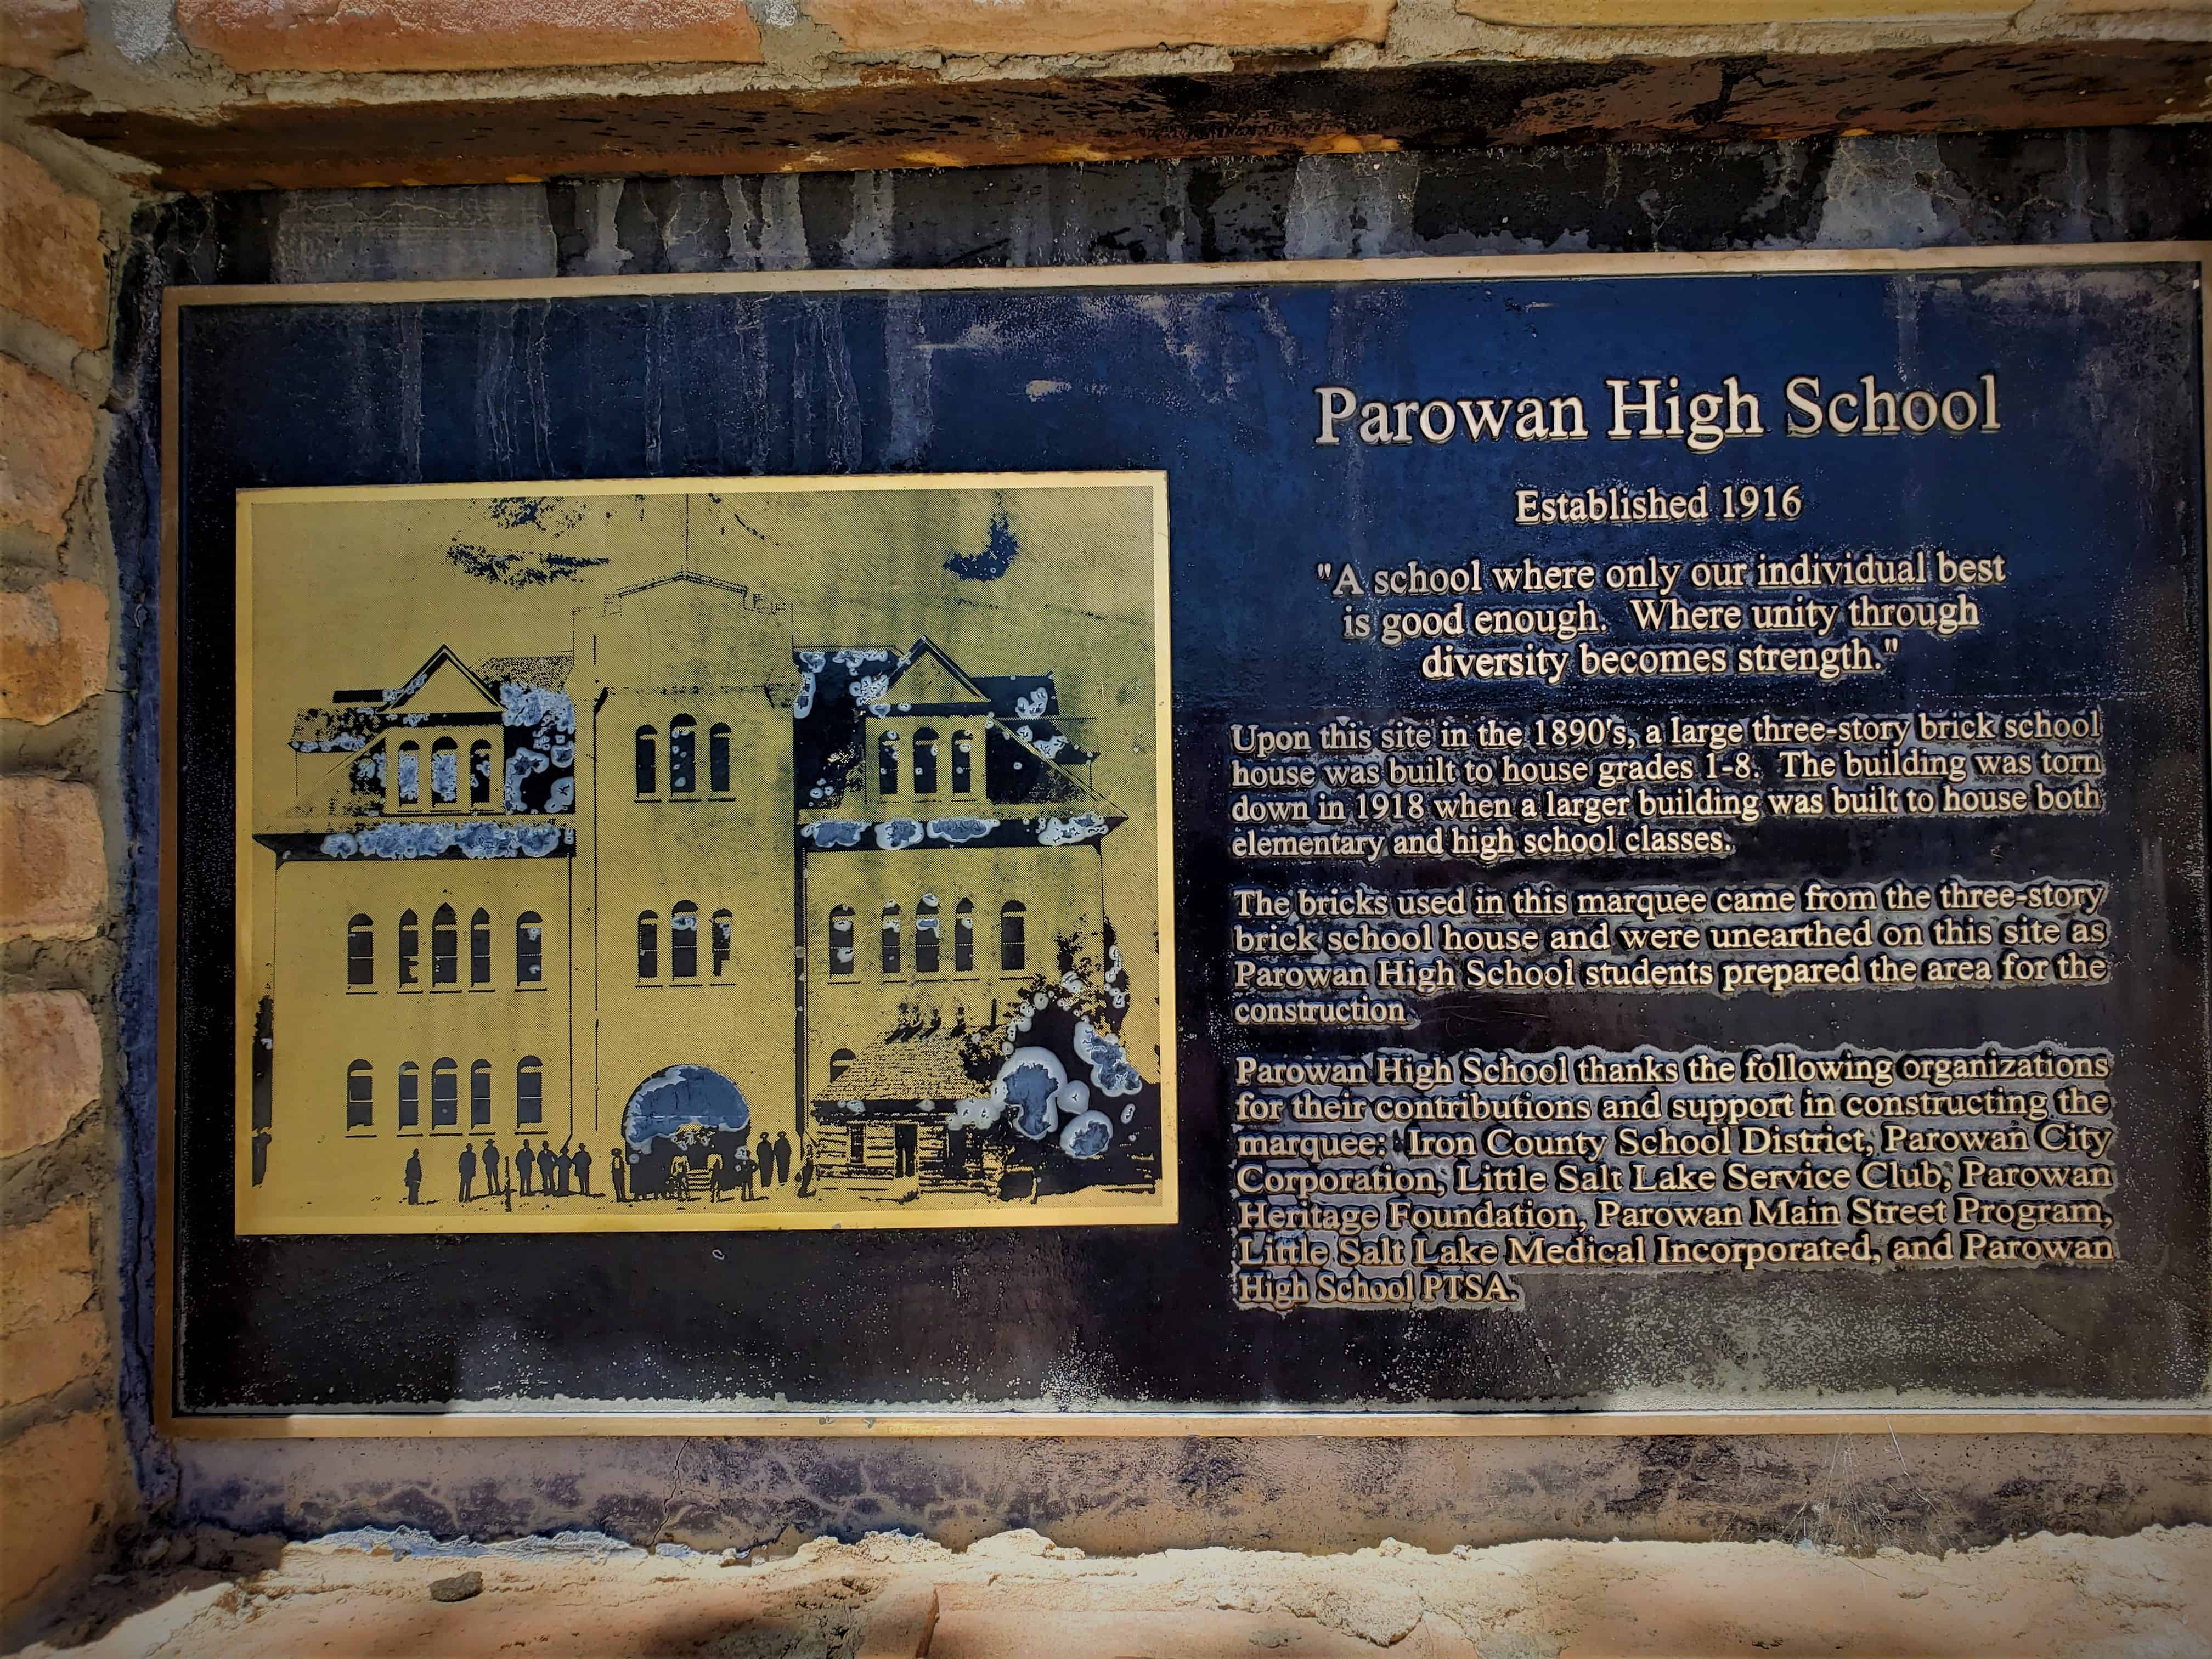 Parowan High School
Established 1916
"A school where only our individual best
is good enough.  Where unity through
diversity becomes strength."
Upon this site in the 1890's, a large three-story brick school
house was built to house grades 1-8.  The building was torn
down in 1918 when a larger building was built to house both
elementary and high school classes.
The bricks used in this marquee came from the three-story
brick school house and were unearthed on this site as
Parowan High School students prepared the area for the
construction.
Parowan High School thanks the following organizations
for their contributions and support in constructing the
marquee:  Iron County School District, Parowan City
Corporation, Little Salt Lake Service Club, Parowan
Heritage Foundation, Parowan Main Street Program,
Little Salt Lake Medical Incorporated, and Parowan
High School PTSA.